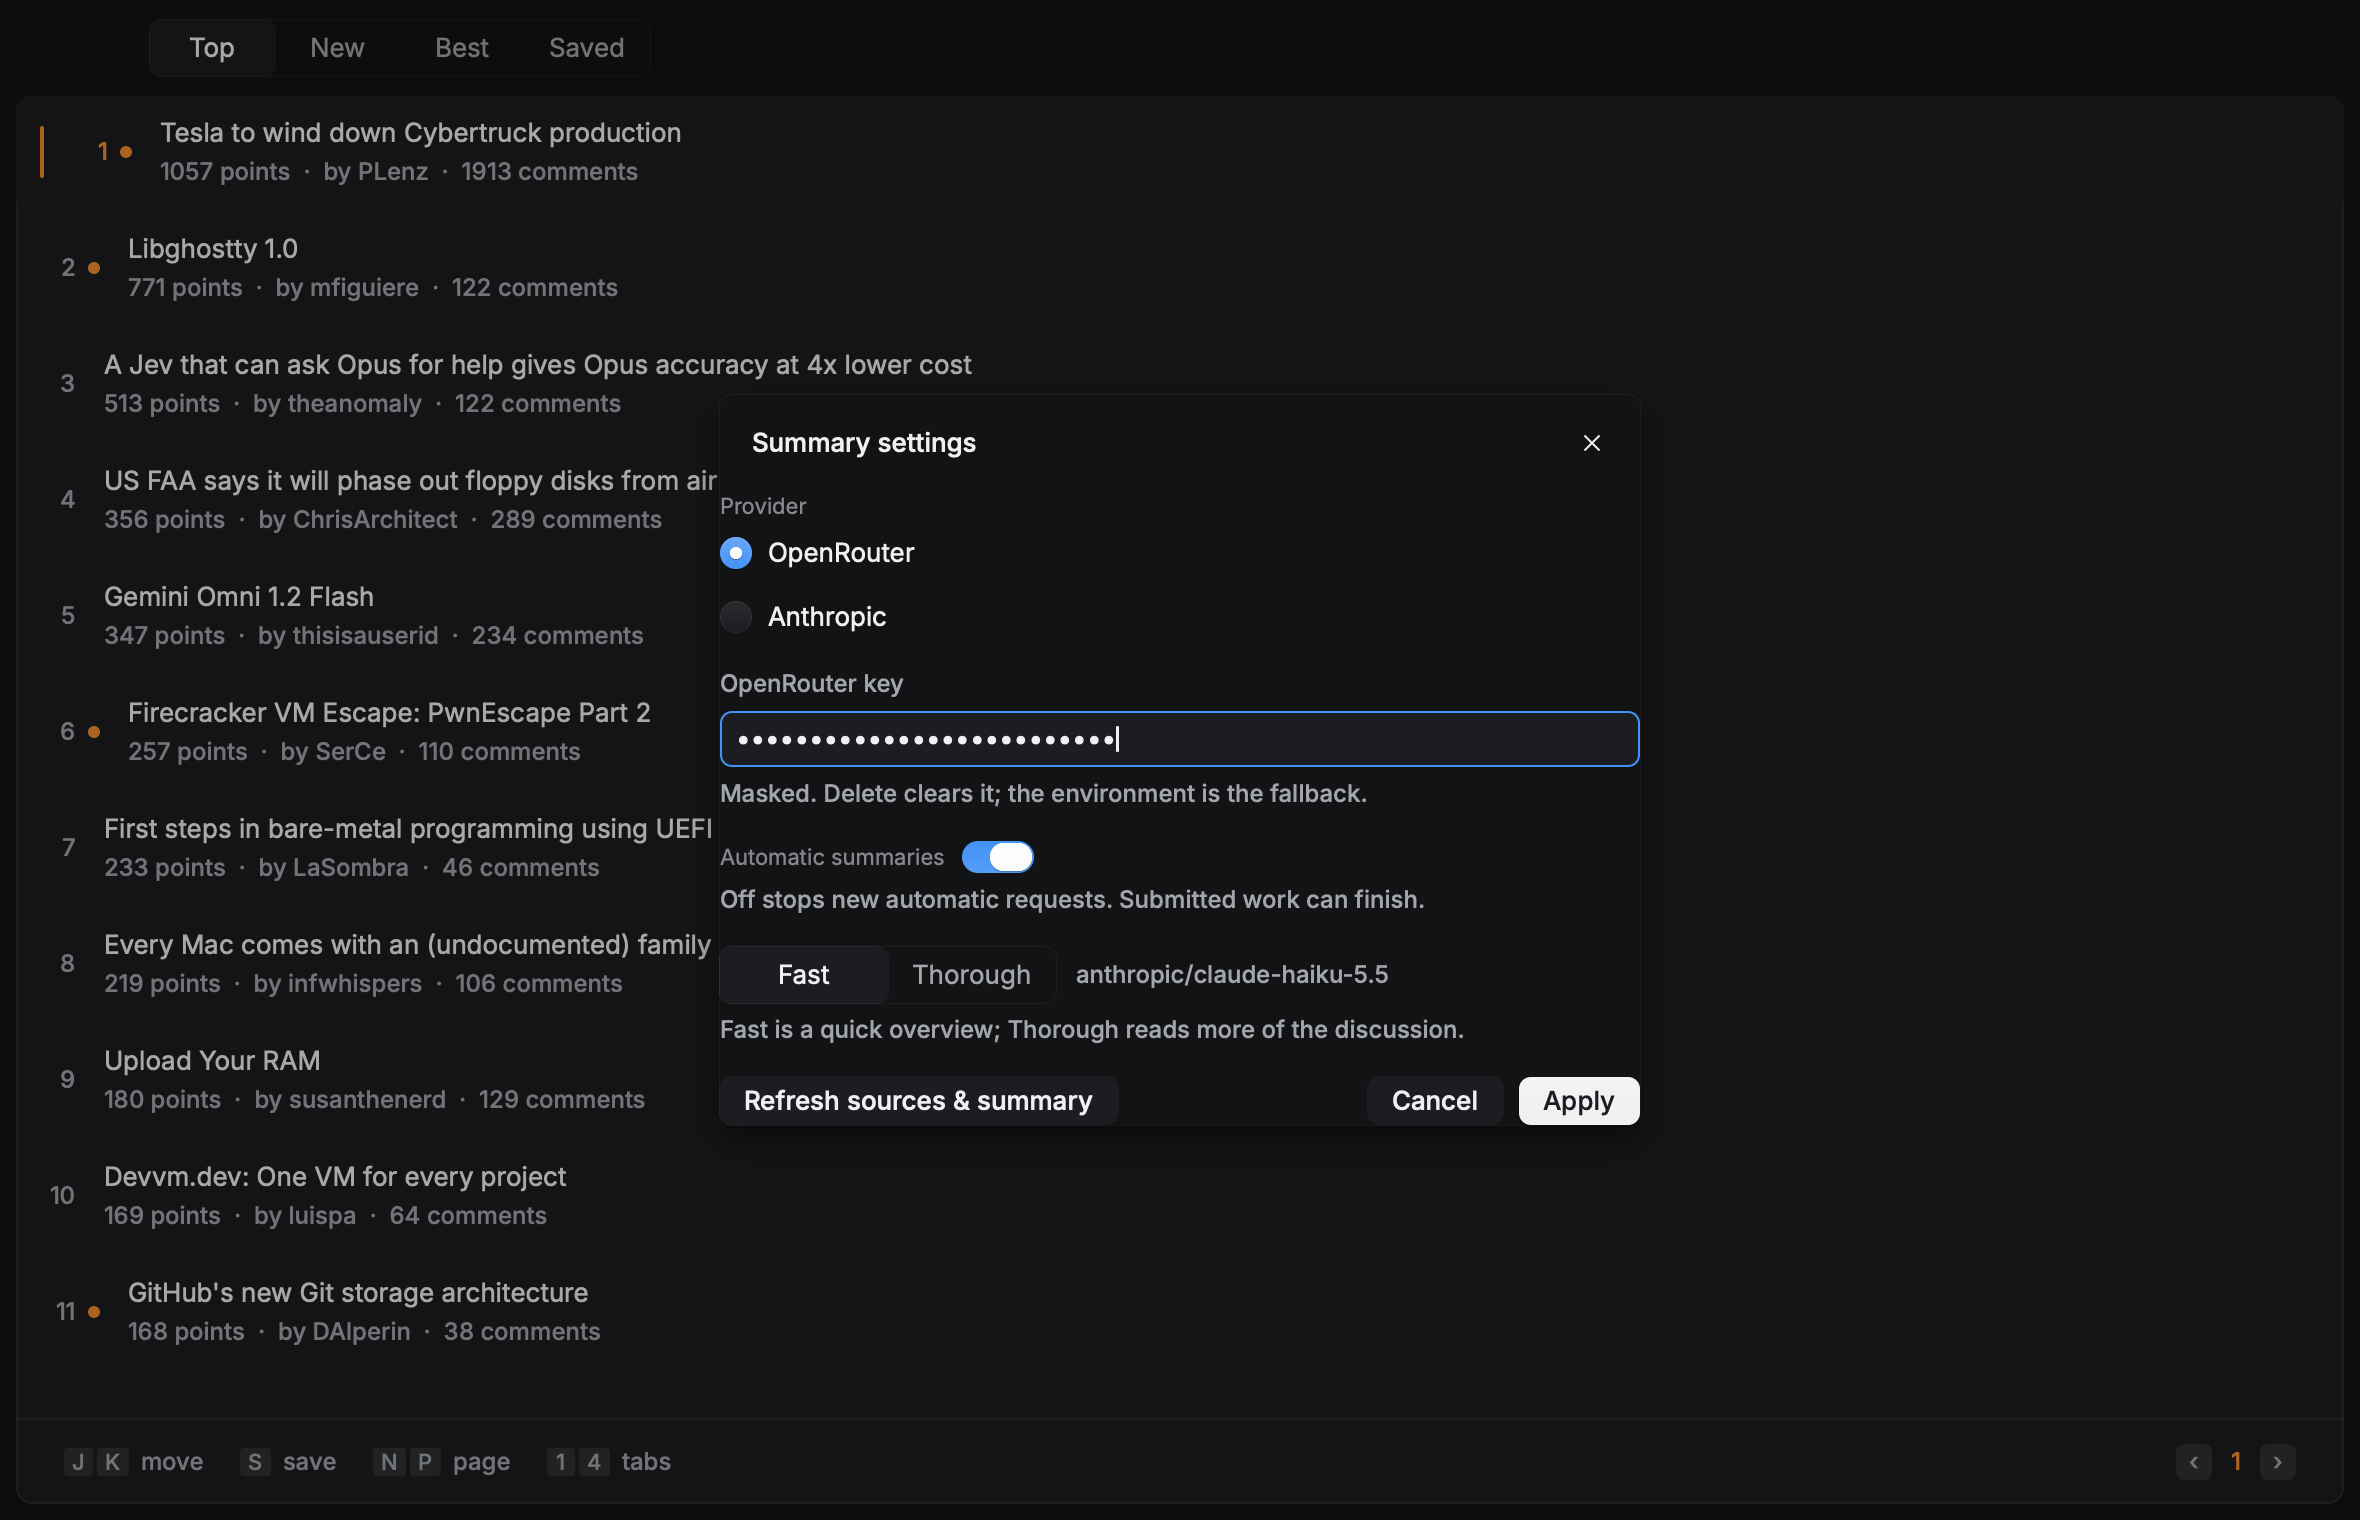 Top New Best Saved
1 Tesla to wind down Cybertruck production
1057 points · by PLenz · 1913 comments
2 Libghostty 1.0
771 points · by mfiguiere · 122 comments
3 A Jev that can ask Opus for help gives Opus accuracy at 4x lower cost
513 points · by theanomaly · 122 comments
4 US FAA says it will phase out floppy disks from air
356 points · by ChrisArchitect · 289 comments
5 Gemini Omni 1.2 Flash
347 points · by thisisauserid · 234 comments
6 Firecracker VM Escape: PwnEscape Part 2
257 points · by SerCe · 110 comments
7 First steps in bare-metal programming using UEFI
233 points · by LaSombra · 46 comments
8 Every Mac comes with an (undocumented) family
219 points · by infwhispers · 106 comments
9 Upload Your RAM
180 points · by susanthenerd · 129 comments
10 Devvm.dev: One VM for every project
169 points · by luispa · 64 comments
11 GitHub's new Git storage architecture
168 points · by DAlperin · 38 comments
Summary settings
Provider
OpenRouter
Anthropic
OpenRouter key
••••••••••••••••••••••••••
Masked. Delete clears it; the environment is the fallback.
Automatic summaries
Off stops new automatic requests. Submitted work can finish.
Fast Thorough anthropic/claude-haiku-5.5
Fast is a quick overview; Thorough reads more of the discussion.
Refresh sources & summary Cancel Apply
J K move S save N P page 1 4 tabs ‹ 1 ›